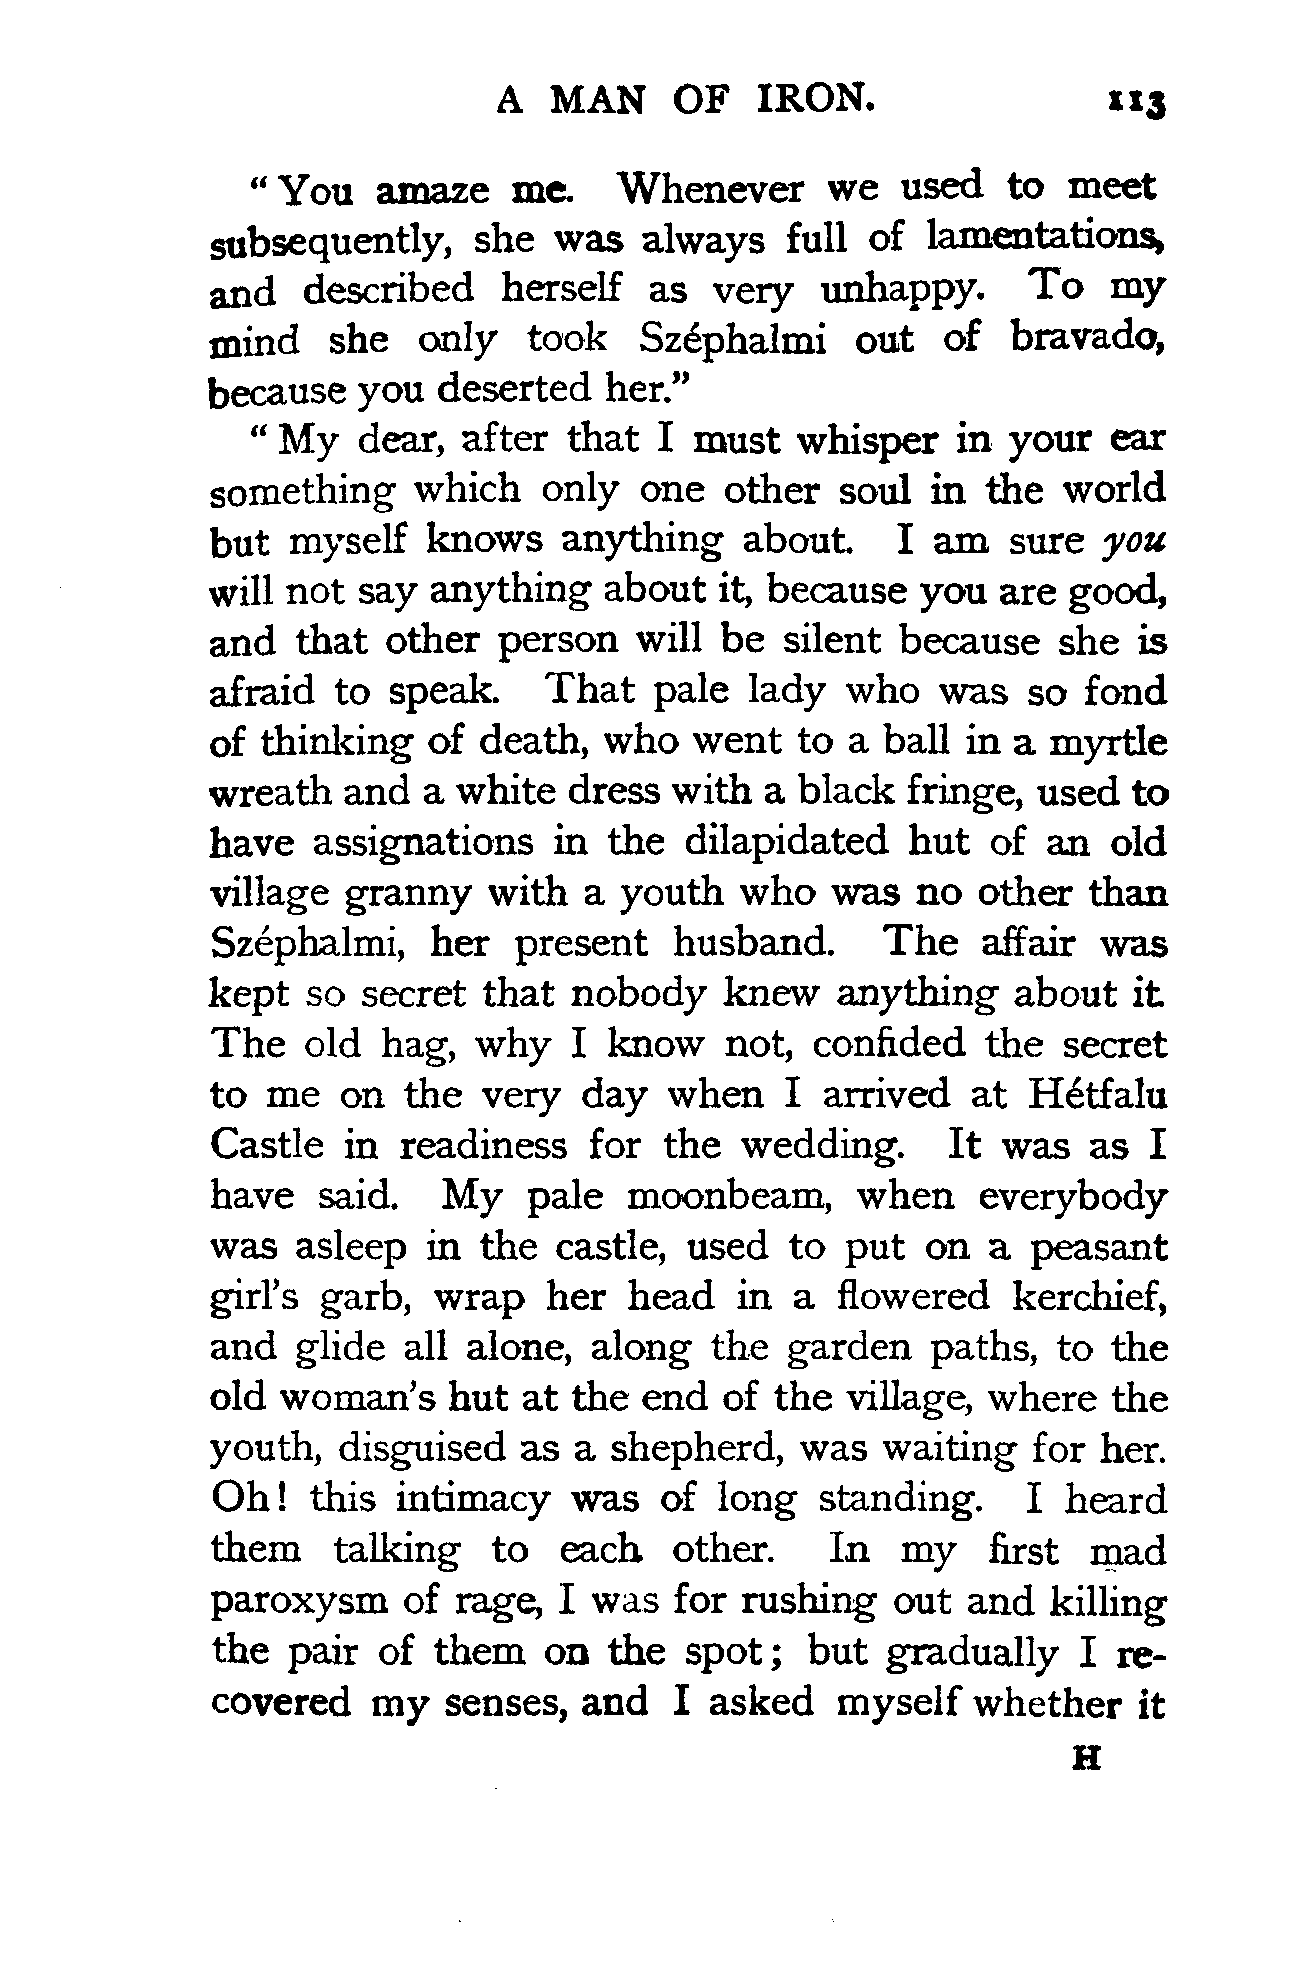 A MAN OF IRON. 113
“ You amaze me. Whenever we used to meet
subsequently, she was always full of lamentations,
and described herself as very unhappy. To my
mind she only took Széphalmi out of bravado,
because you deserted her.”
“ My dear, after that I must whisper in your ear
something which only one other soul in the world
but myself knows anything about. I am sure you
will not say anything about it, because you are good,
and that other person will be silent because she is
afraid to speak. That pale lady who was so fond
of thinking of death, who went to a ball in a myrtle
wreath and a white dress with a black fringe, used to
have assignations in the dilapidated hut of an old
village granny with a youth who was no other than
Széphalmi, her present husband. The affair was
kept so secret that nobody knew anything about it
The old hag, why I know not, confided the secret
to me on the very day when I arrived at Hétfalu
Castle in readiness for the wedding. It was as I
have said. My pale moonbeam, when everybody
was asleep in the castle, used to put on a peasant
girl's garb, wrap her head in a flowered kerchief,
and glide all alone, along the garden paths, to the
old woman's hut at the end of the village, where the
youth, disguised as a shepherd, was waiting for her.
Oh! this intimacy was of long standing. I heard
them talking to each other. In my first mad
paroxysm of rage, I was for rushing out and killing
the pair of them on the spot; but gradually I re-
covered my senses, and I asked myself whether it
H